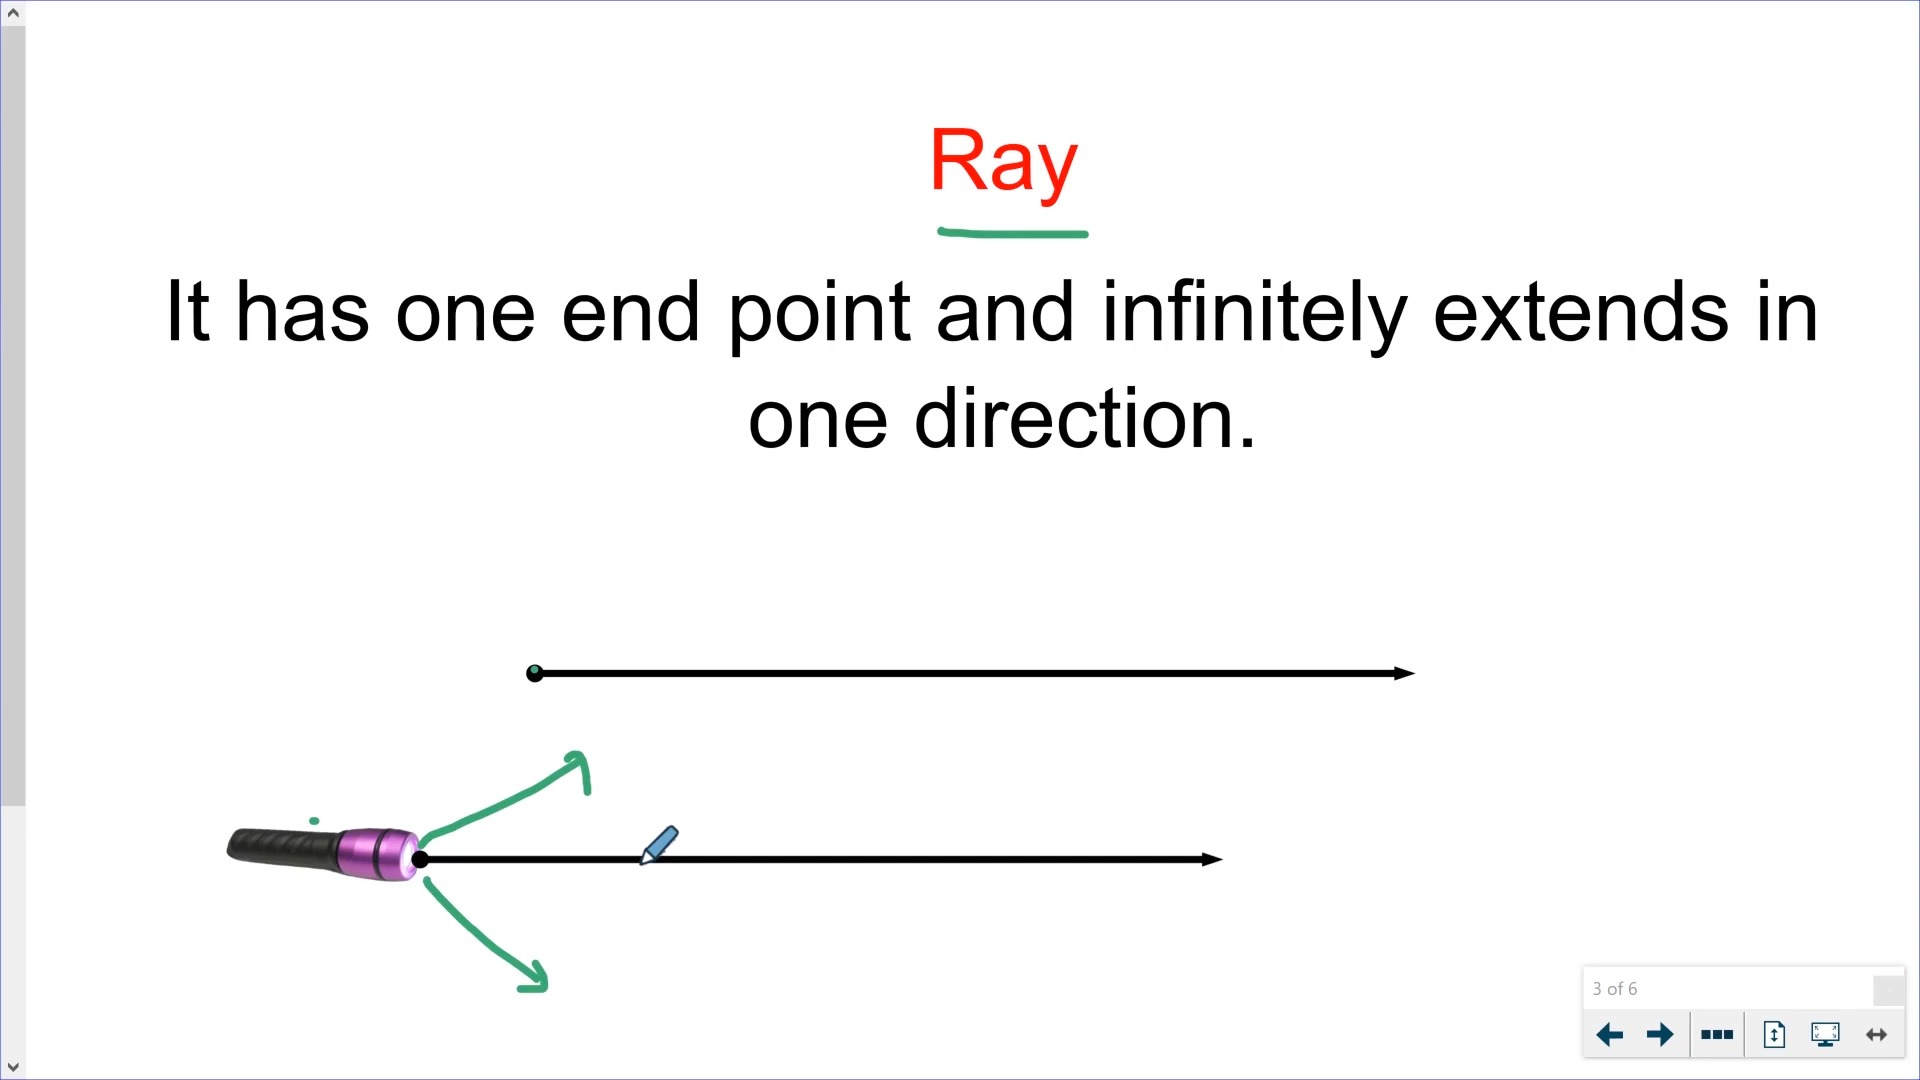 Ray
It has one end point and infinitely extends in
one direction.
3 of 6